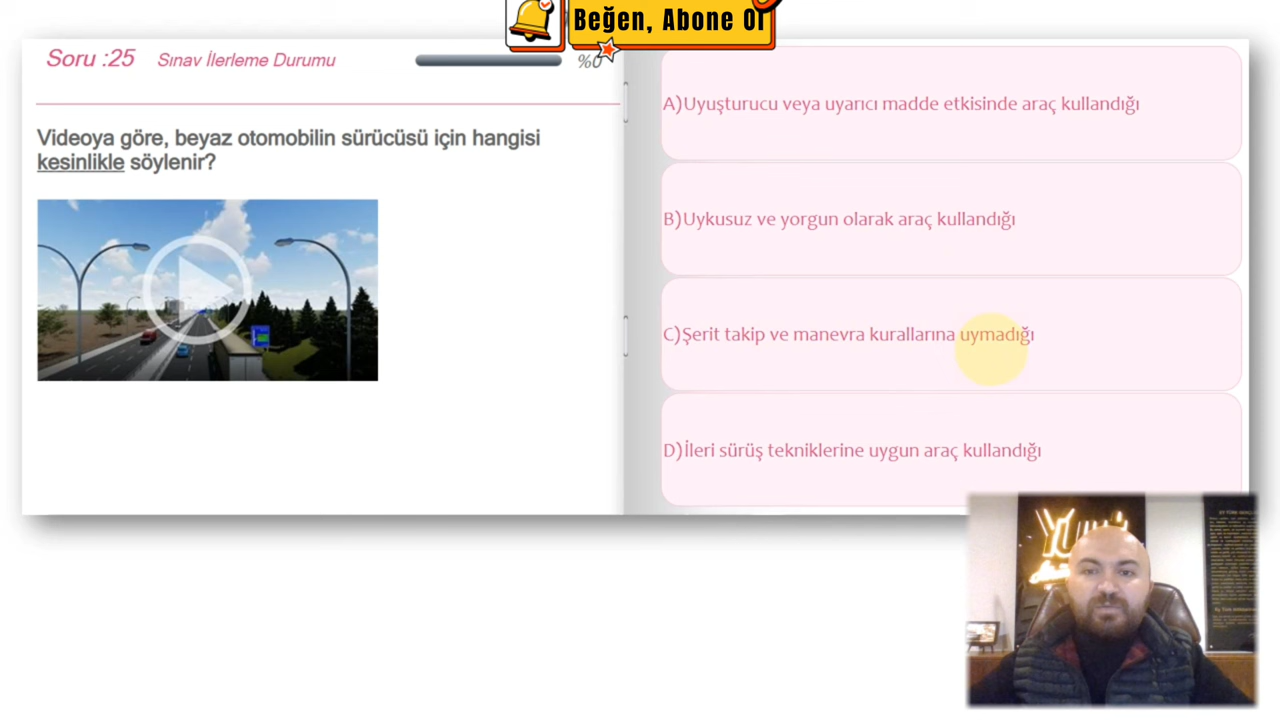 Beğen, Abone Ol
Soru :25 Sınav İlerleme Durumu %0
Videoya göre, beyaz otomobilin sürücüsü için hangisi
kesinlikle söylenir?
A)Uyuşturucu veya uyarıcı madde etkisinde araç kullandığı
B)Uykusuz ve yorgun olarak araç kullandığı
C)Şerit takip ve manevra kurallarına uymadığı
D)İleri sürüş tekniklerine uygun araç kullandığı